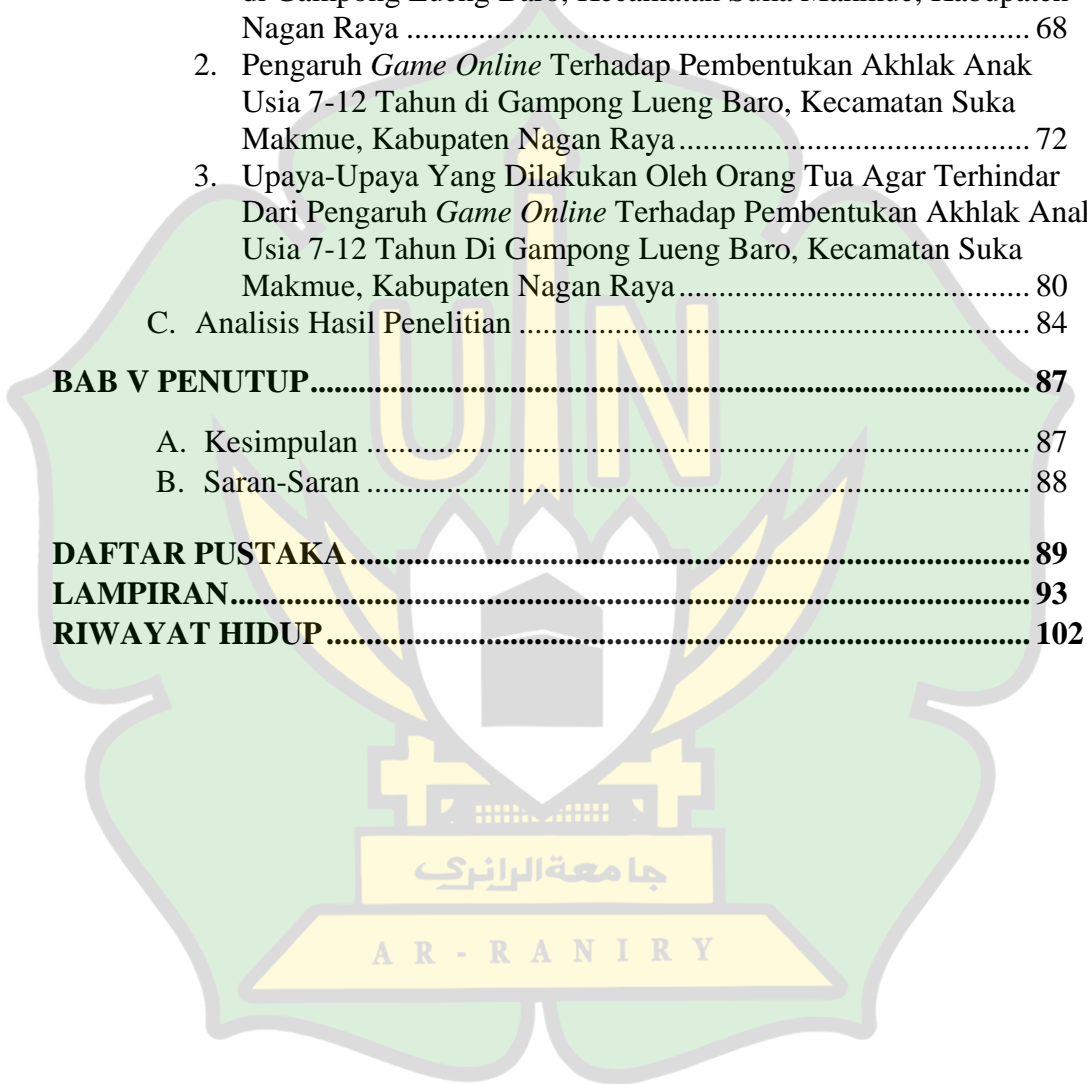 Nagan Raya ........ 68
2. Pengaruh Game Online Terhadap Pembentukan Akhlak Anak
Usia 7-12 Tahun di Gampong Lueng Baro, Kecamatan Suka
Makmue, Kabupaten Nagan Raya ........ 72
3. Upaya-Upaya Yang Dilakukan Oleh Orang Tua Agar Terhindar
Dari Pengaruh Game Online Terhadap Pembentukan Akhlak
Usia 7-12 Tahun Di Gampong Lueng Baro, Kecamatan Suka
Makmue, Kabupaten Nagan Raya ........ 80
C. Analisis Hasil Penelitian ........ 84
BAB V PENUTUP ........ 87
A. Kesimpulan ........ 87
B. Saran-Saran ........ 88
DAFTAR PUSTAKA ........ 89
LAMPIRAN ........ 93
RIWAYAT HIDUP ........ 102
UIN
جامعة الرانري
AR-RANIRY